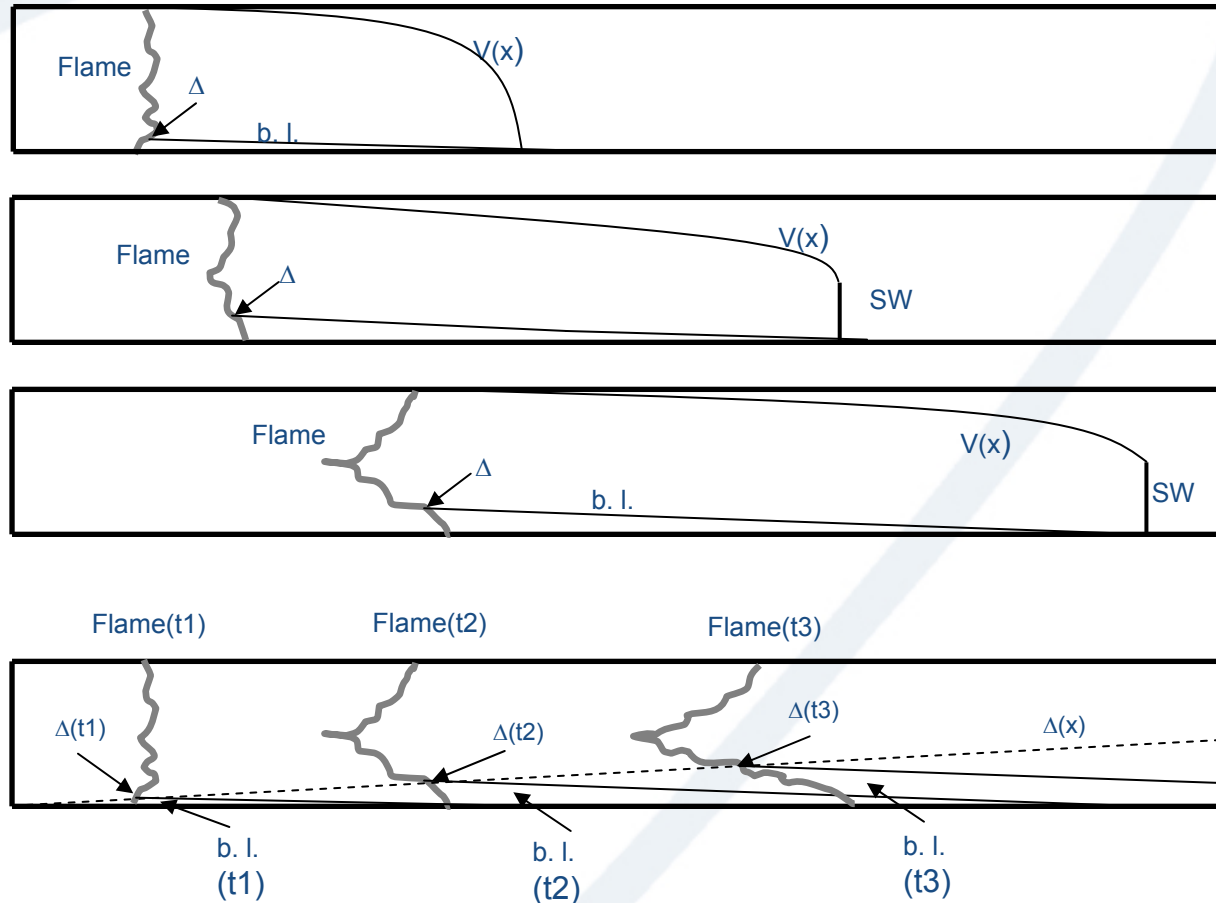 V(x)
Flame
Δ
b. l.
V(x)
Flame
Δ
SW
Flame
V(x)
Δ
b. l.
SW
Flame(t1)
Flame(t2)
Flame(t3)
Δ(t1)
Δ(t2)
Δ(t3)
Δ(x)
b. l.
(t1)
b. l.
(t2)
b. l.
(t3)